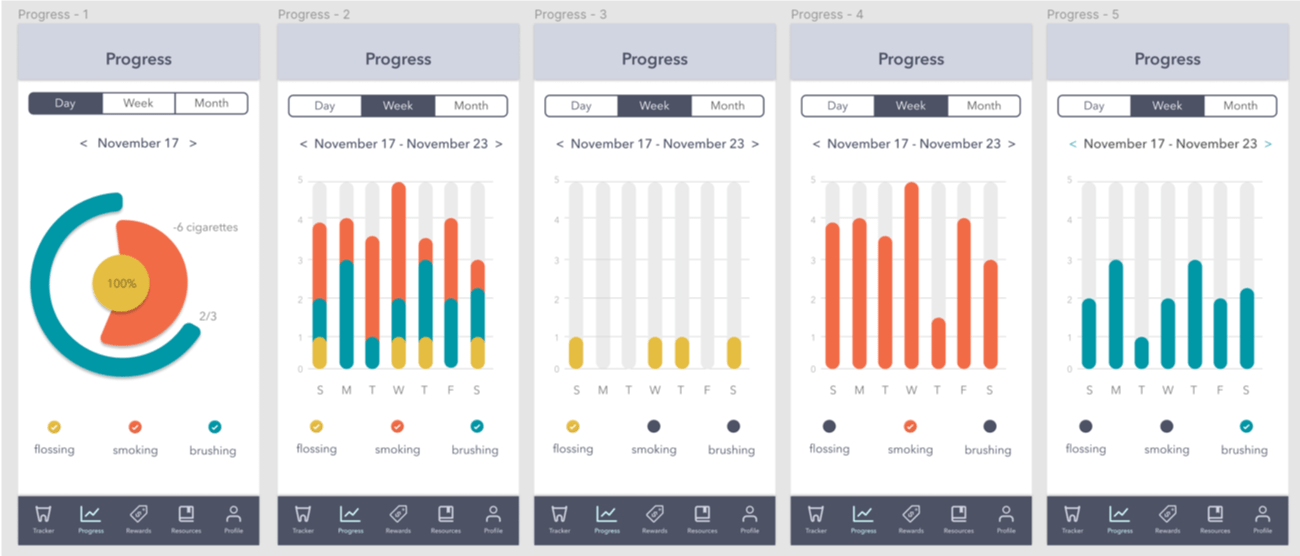 Progress - 1
Progress
Day Week Month
< November 17 >
-6 cigarettes
100%
2/3
flossing smoking brushing
Tracker Progress Rewards Resources Profile
Progress - 2
Progress
Day Week Month
< November 17 - November 23 >
5
4
3
2
1
0
S M T W T F S
flossing smoking brushing
Tracker Progress Rewards Resources Profile
Progress - 3
Progress
Day Week Month
< November 17 - November 23 >
5
4
3
2
1
0
S M T W T F S
flossing smoking brushing
Tracker Progress Rewards Resources Profile
Progress - 4
Progress
Day Week Month
< November 17 - November 23 >
5
4
3
2
1
0
S M T W T F S
flossing smoking brushing
Tracker Progress Rewards Resources Profile
Progress - 5
Progress
Day Week Month
< November 17 - November 23 >
5
4
3
2
1
0
S M T W T F S
flossing smoking brushing
Tracker Progress Rewards Resources Profile